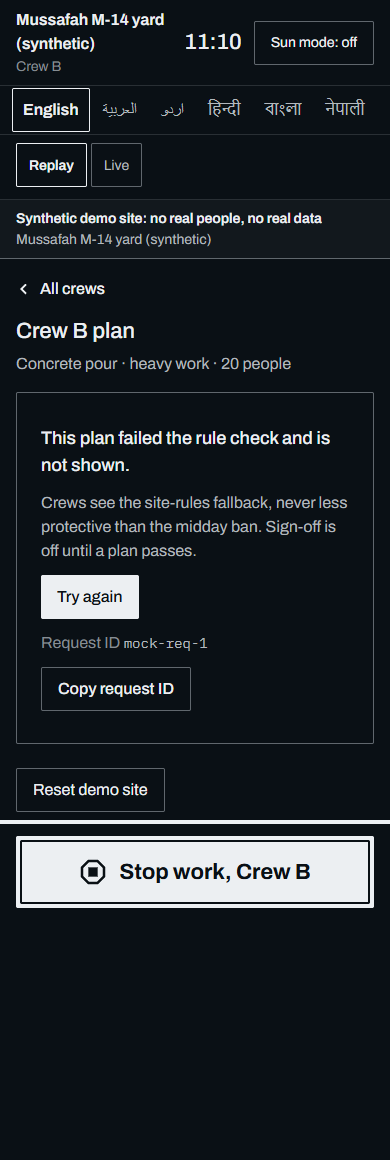 Mussafah M-14 yard
(synthetic)
Crew B
11:10
Sun mode: off
English العربية اردو हिन्दी বাংলা नेपाली
Replay Live
Synthetic demo site: no real people, no real data
Mussafah M-14 yard (synthetic)
All crews
Crew B plan
Concrete pour · heavy work · 20 people
This plan failed the rule check and is
not shown.
Crews see the site-rules fallback, never less
protective than the midday ban. Sign-off is
off until a plan passes.
Try again
Request ID mock-req-1
Copy request ID
Reset demo site
Stop work, Crew B